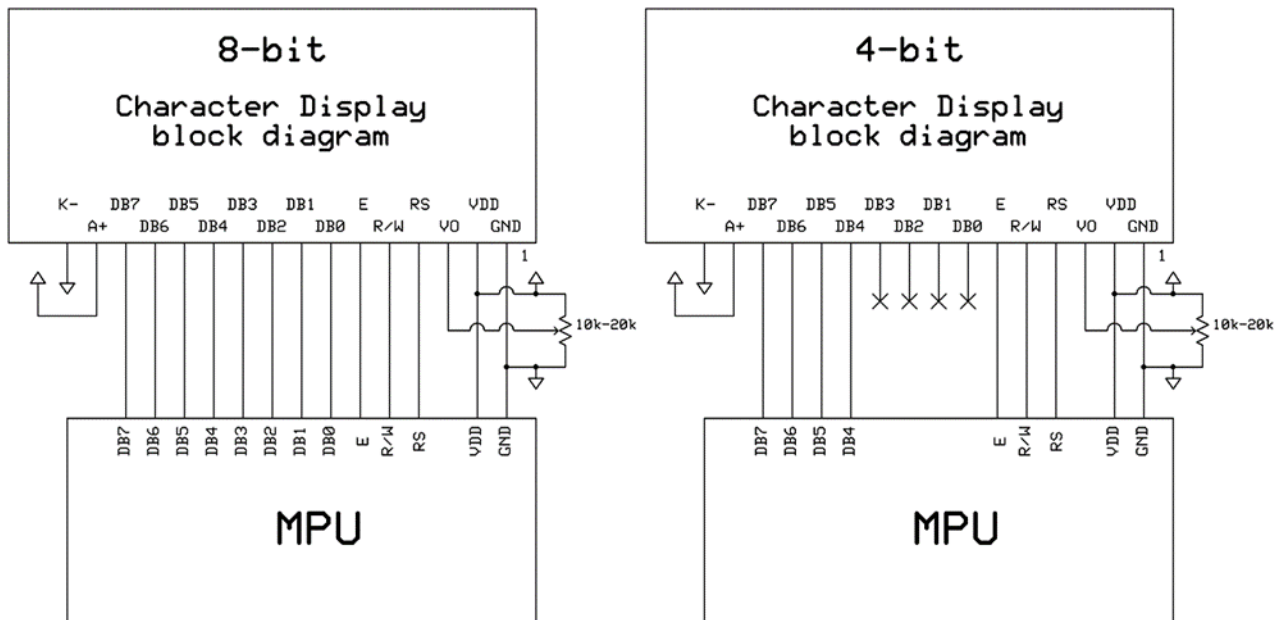 8-bit
Character Display
block diagram
K- DB7 DB5 DB3 DB1 E RS VDD
A+ DB6 DB4 DB2 DB0 R/W VO GND
1
10k-20k
DB7 DB6 DB5 DB4 DB3 DB2 DB1 DB0 E R/W RS VDD GND
MPU
4-bit
Character Display
block diagram
K- DB7 DB5 DB3 DB1 E RS VDD
A+ DB6 DB4 DB2 DB0 R/W VO GND
1
10k-20k
DB7 DB6 DB5 DB4 E R/W RS VDD GND
MPU